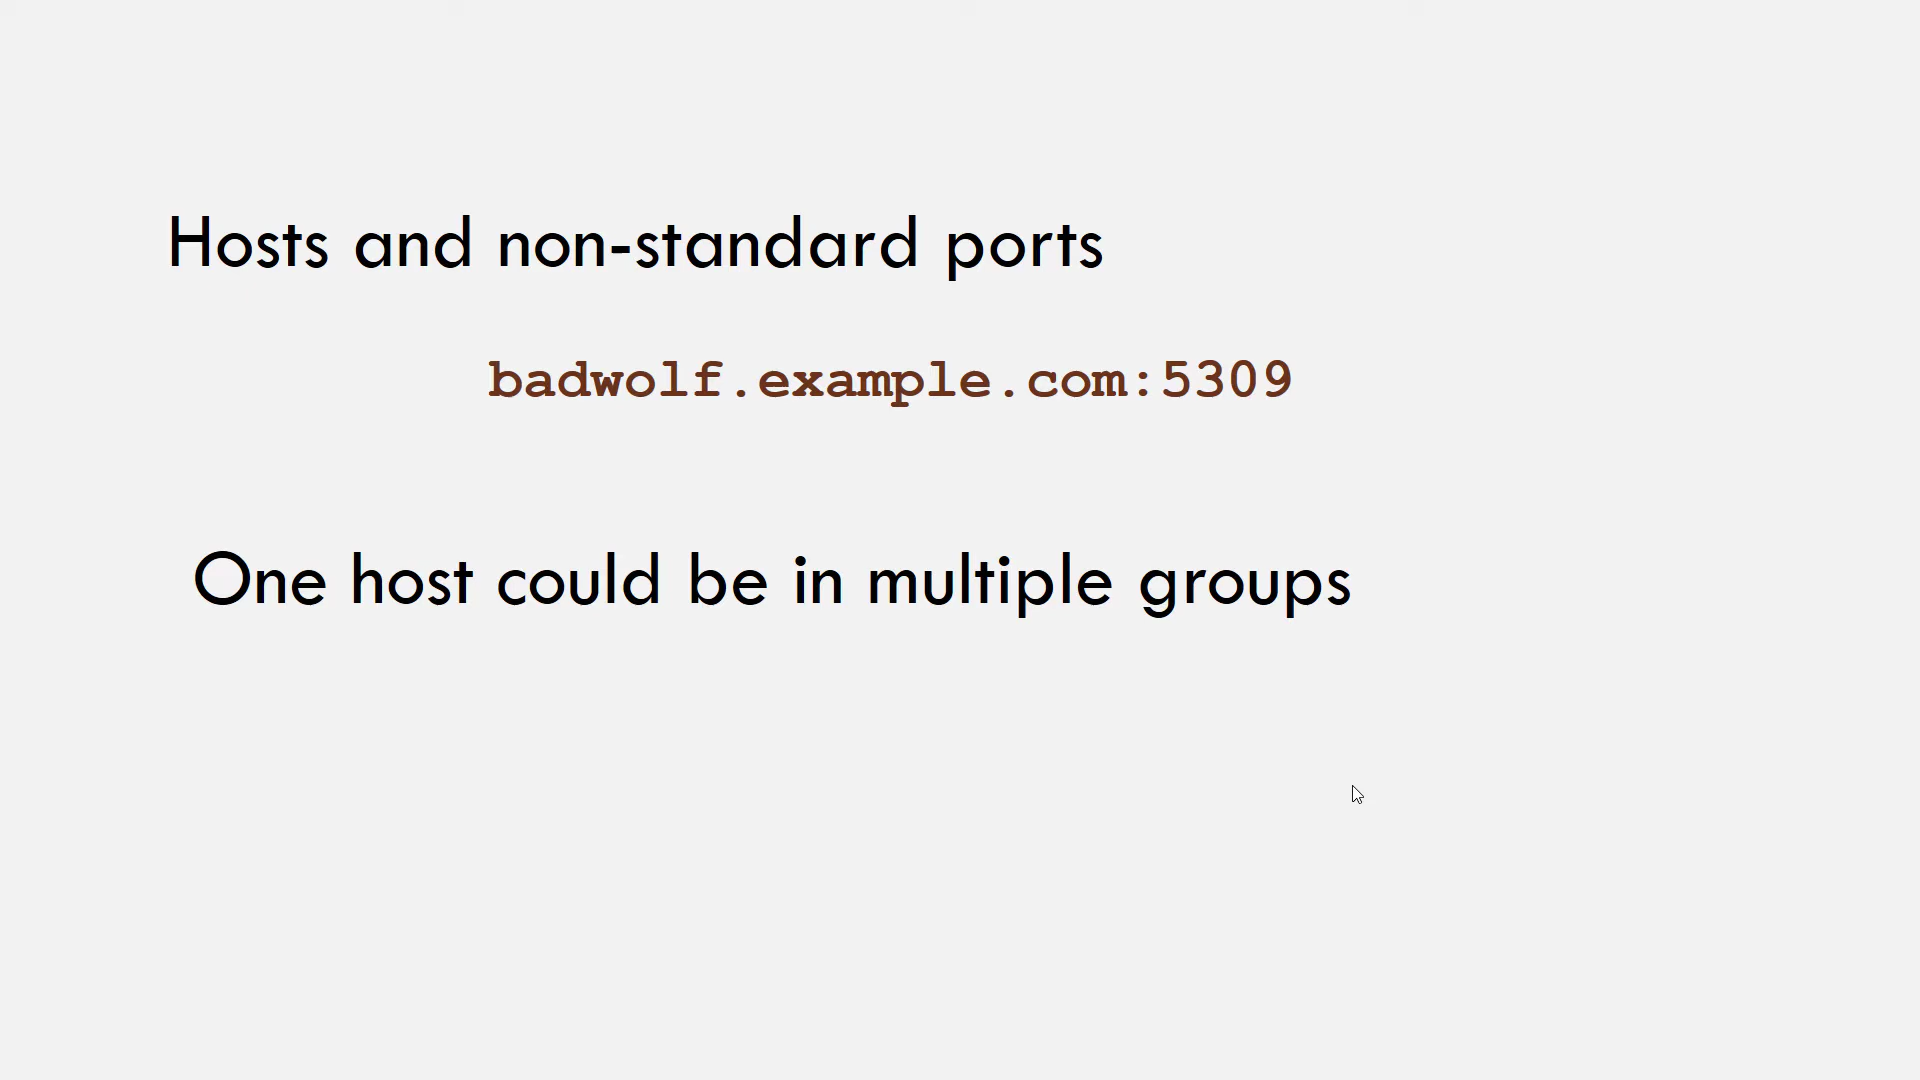 Hosts and non-standard ports
badwolf.example.com:5309
One host could be in multiple groups